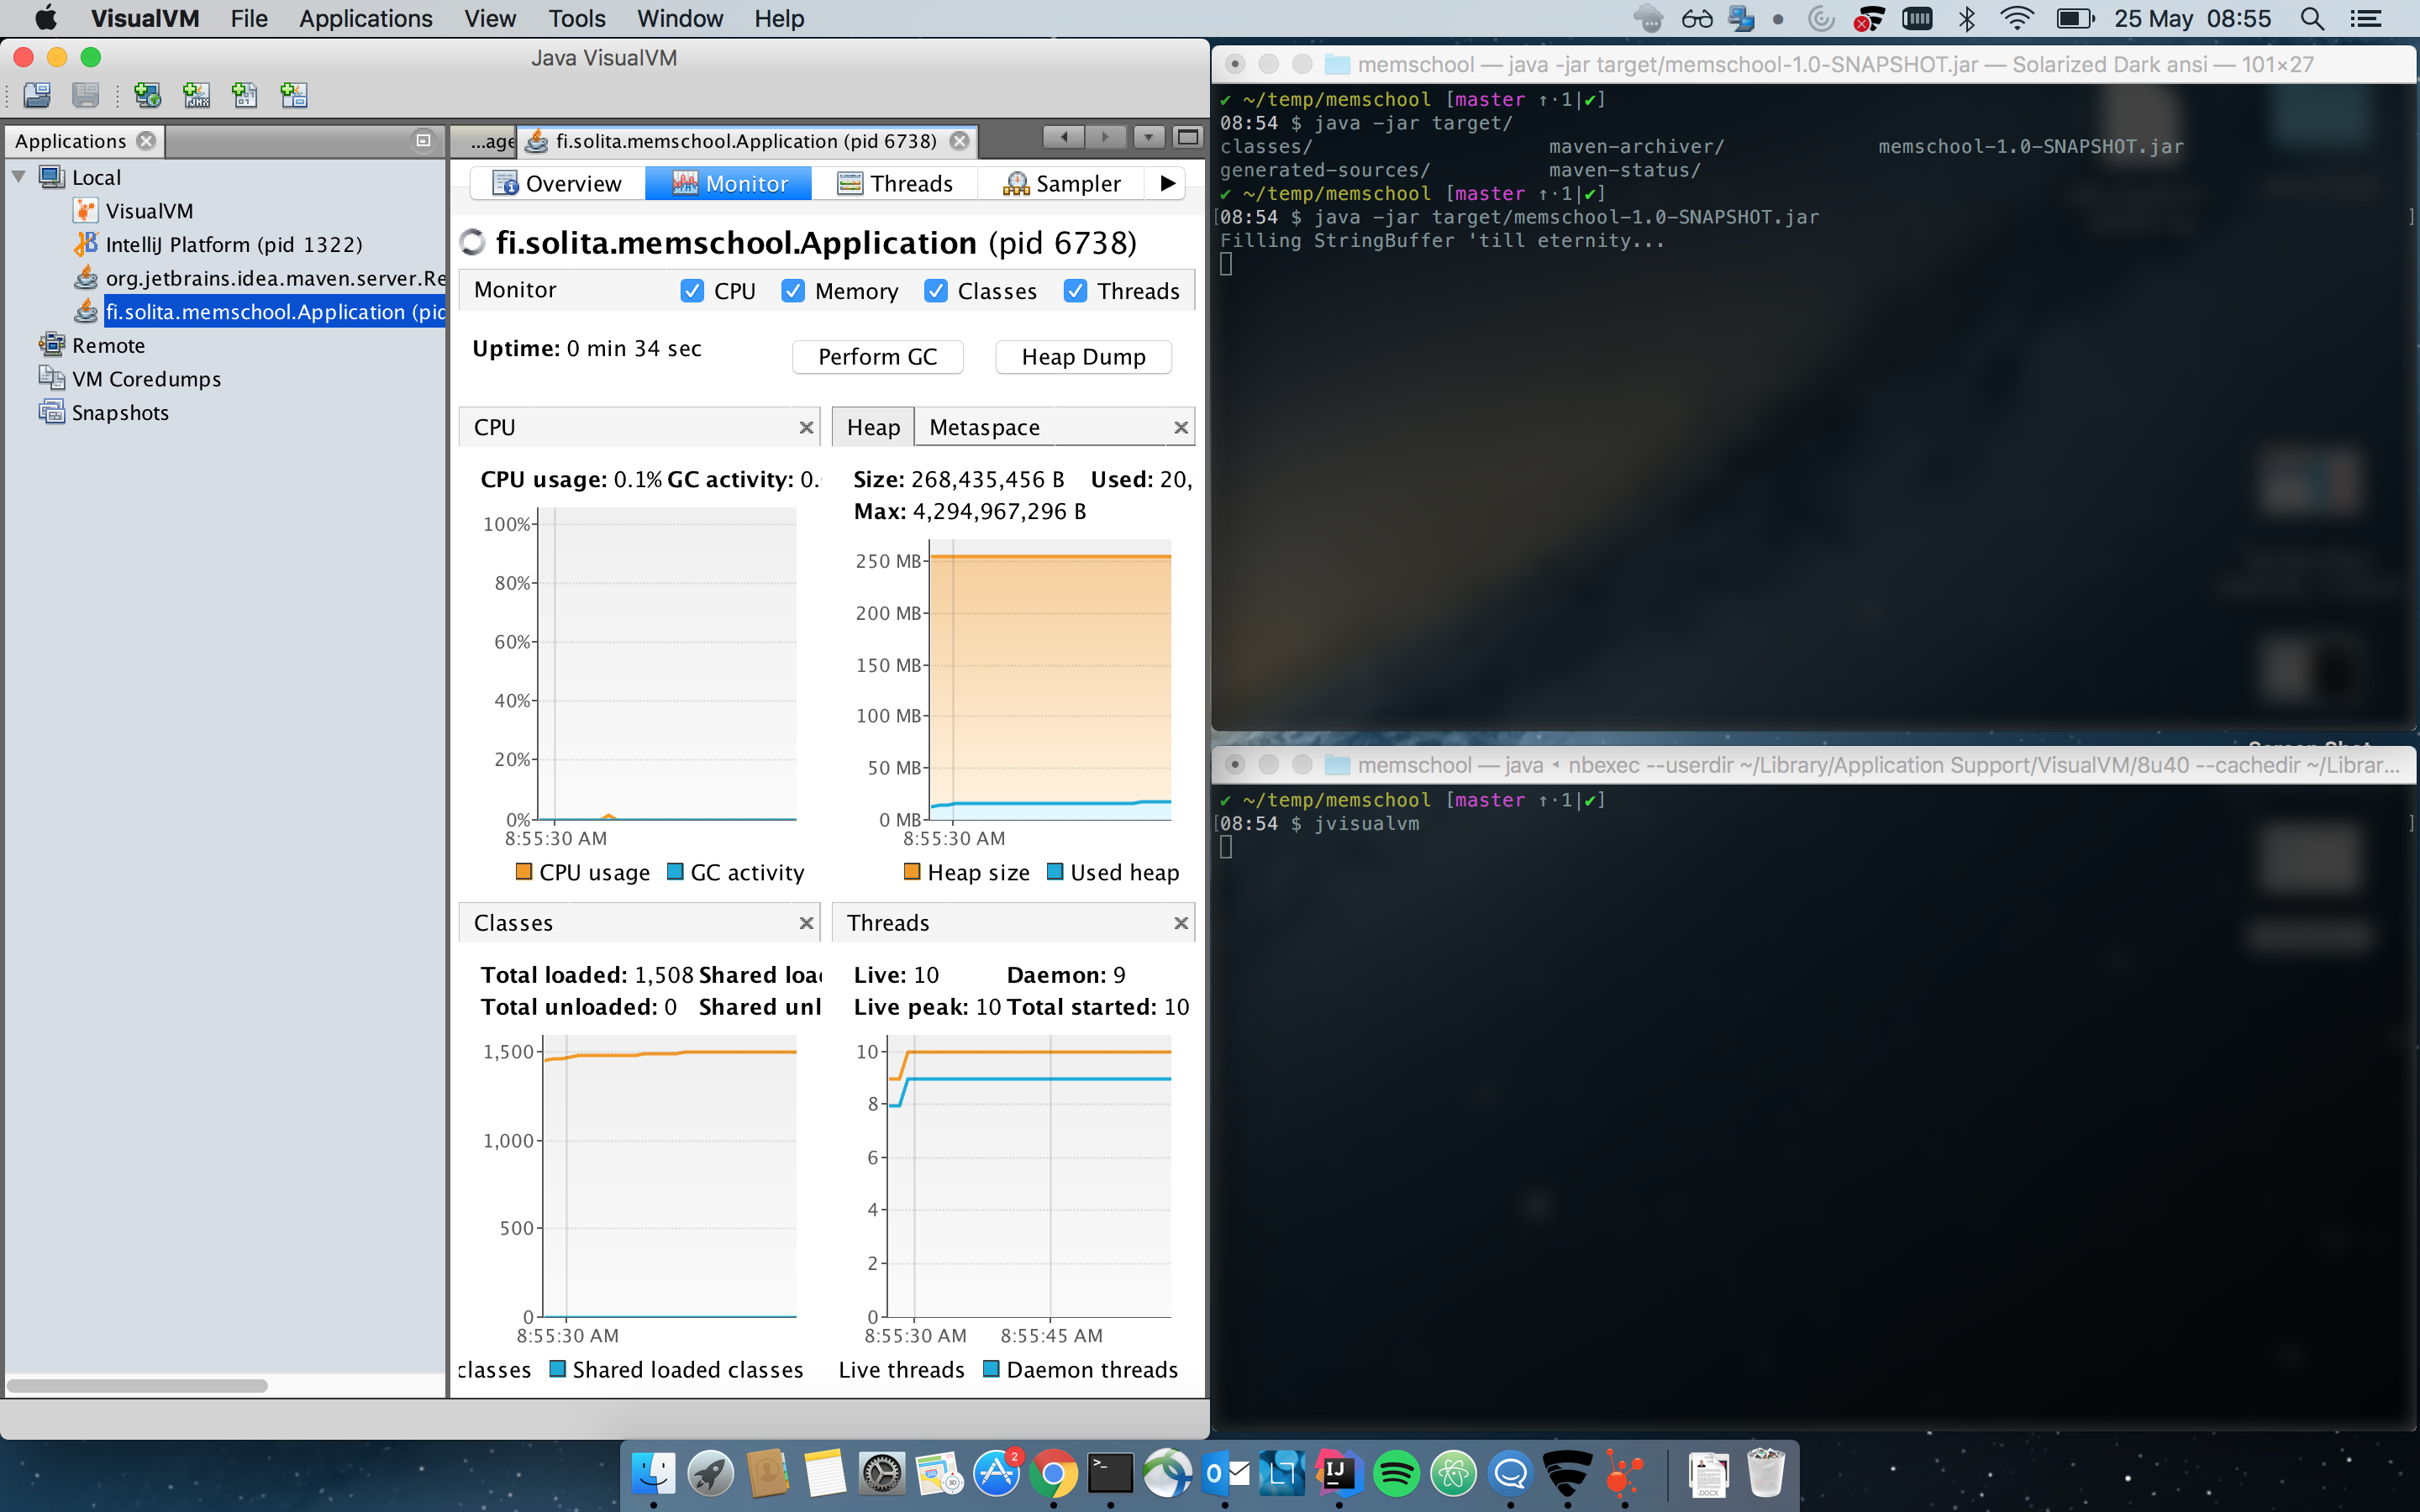 VisualVM File Applications View Tools Window Help 25 May 08:55
Java VisualVM
Applications
Local
VisualVM
IntelliJ Platform (pid 1322)
org.jetbrains.idea.maven.server.Re
fi.solita.memschool.Application (pid
Remote
VM Coredumps
Snapshots
...age fi.solita.memschool.Application (pid 6738)
Overview Monitor Threads Sampler
fi.solita.memschool.Application (pid 6738)
Monitor CPU Memory Classes Threads
Uptime: 0 min 34 sec Perform GC Heap Dump
CPU
CPU usage: 0.1% GC activity: 0.
100%
80%
60%
40%
20%
0%
8:55:30 AM
CPU usage GC activity
Heap Metaspace
Size: 268,435,456 B Used: 20,
Max: 4,294,967,296 B
250 MB
200 MB
150 MB
100 MB
50 MB
0 MB
8:55:30 AM
Heap size Used heap
Classes
Total loaded: 1,508 Shared loa
Total unloaded: 0 Shared unl
1,500
1,000
500
0
8:55:30 AM
classes Shared loaded classes
Threads
Live: 10 Daemon: 9
Live peak: 10 Total started: 10
10
8
6
4
2
0
8:55:30 AM 8:55:45 AM
Live threads Daemon threads
memschool — java -jar target/memschool-1.0-SNAPSHOT.jar — Solarized Dark ansi — 101×27
✔ ~/temp/memschool [master ↑·1|✔]
08:54 $ java -jar target/
classes/ maven-archiver/ memschool-1.0-SNAPSHOT.jar
generated-sources/ maven-status/
✔ ~/temp/memschool [master ↑·1|✔]
[08:54 $ java -jar target/memschool-1.0-SNAPSHOT.jar ]
Filling StringBuffer 'till eternity...
memschool — java ◂ nbexec --userdir ~/Library/Application Support/VisualVM/8u40 --cachedir ~/Librar...
✔ ~/temp/memschool [master ↑·1|✔]
[08:54 $ jvisualvm ]
2